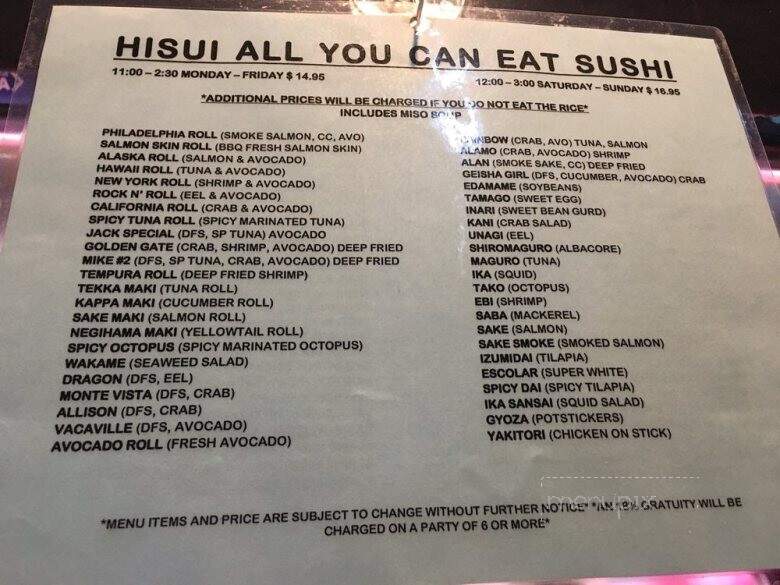 HISUI ALL YOU CAN EAT SUSHI
11:00 – 2:30 MONDAY – FRIDAY $ 14.95
12:00 – 3:00 SATURDAY – SUNDAY $ 16.95
*ADDITIONAL PRICES WILL BE CHARGED IF YOU DO NOT EAT THE RICE*
INCLUDES MISO SOUP
PHILADELPHIA ROLL (SMOKE SALMON, CC, AVO)
SALMON SKIN ROLL (BBQ FRESH SALMON SKIN)
ALASKA ROLL (SALMON & AVOCADO)
HAWAII ROLL (TUNA & AVOCADO)
NEW YORK ROLL (SHRIMP & AVOCADO)
ROCK N' ROLL (EEL & AVOCADO)
CALIFORNIA ROLL (CRAB & AVOCADO)
SPICY TUNA ROLL (SPICY MARINATED TUNA)
JACK SPECIAL (DFS, SP TUNA) AVOCADO
GOLDEN GATE (CRAB, SHRIMP, AVOCADO) DEEP FRIED
MIKE #2 (DFS, SP TUNA, CRAB, AVOCADO) DEEP FRIED
TEMPURA ROLL (DEEP FRIED SHRIMP)
TEKKA MAKI (TUNA ROLL)
KAPPA MAKI (CUCUMBER ROLL)
SAKE MAKI (SALMON ROLL)
NEGIHAMA MAKI (YELLOWTAIL ROLL)
SPICY OCTOPUS (SPICY MARINATED OCTOPUS)
WAKAME (SEAWEED SALAD)
DRAGON (DFS, EEL)
MONTE VISTA (DFS, CRAB)
ALLISON (DFS, CRAB)
VACAVILLE (DFS, AVOCADO)
AVOCADO ROLL (FRESH AVOCADO)
(CRAB, AVO) TUNA, SALMON
ALAMO (CRAB, AVOCADO) SHRIMP
ALAN (SMOKE SAKE, CC) DEEP FRIED
GEISHA GIRL (DFS, CUCUMBER, AVOCADO) CRAB
EDAMAME (SOYBEANS)
TAMAGO (SWEET EGG)
INARI (SWEET BEAN GURD)
KANI (CRAB SALAD)
UNAGI (EEL)
SHIROMAGURO (ALBACORE)
MAGURO (TUNA)
IKA (SQUID)
TAKO (OCTOPUS)
EBI (SHRIMP)
SABA (MACKEREL)
SAKE (SALMON)
SAKE SMOKE (SMOKED SALMON)
IZUMIDAI (TILAPIA)
ESCOLAR (SUPER WHITE)
SPICY DAI (SPICY TILAPIA)
IKA SANSAI (SQUID SALAD)
GYOZA (POTSTICKERS)
YAKITORI (CHICKEN ON STICK)
menupix
*MENU ITEMS AND PRICE ARE SUBJECT TO CHANGE WITHOUT FURTHER NOTICE* *AN 18% GRATUITY WILL BE
CHARGED ON A PARTY OF 6 OR MORE*